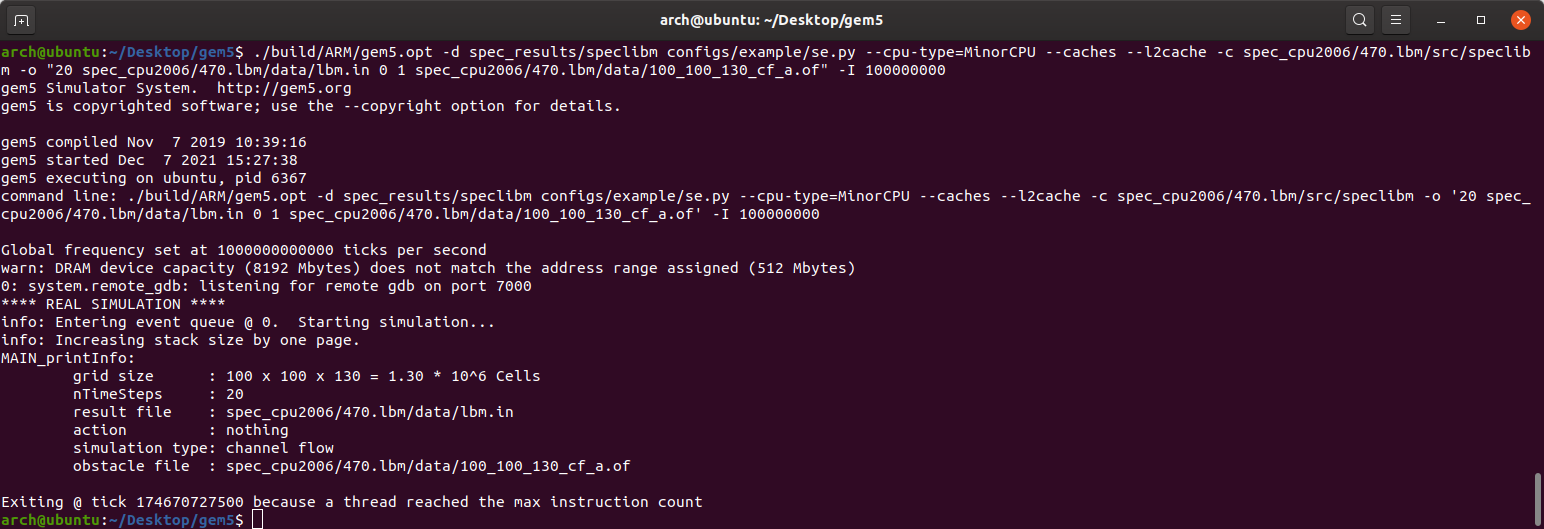 arch@ubuntu: ~/Desktop/gem5
arch@ubuntu:~/Desktop/gem5$ ./build/ARM/gem5.opt -d spec_results/speclibm configs/example/se.py --cpu-type=MinorCPU --caches --l2cache -c spec_cpu2006/470.lbm/src/speclib
m -o "20 spec_cpu2006/470.lbm/data/lbm.in 0 1 spec_cpu2006/470.lbm/data/100_100_130_cf_a.of" -I 100000000
gem5 Simulator System.  http://gem5.org
gem5 is copyrighted software; use the --copyright option for details.

gem5 compiled Nov  7 2019 10:39:16
gem5 started Dec  7 2021 15:27:38
gem5 executing on ubuntu, pid 6367
command line: ./build/ARM/gem5.opt -d spec_results/speclibm configs/example/se.py --cpu-type=MinorCPU --caches --l2cache -c spec_cpu2006/470.lbm/src/speclibm -o '20 spec_
cpu2006/470.lbm/data/lbm.in 0 1 spec_cpu2006/470.lbm/data/100_100_130_cf_a.of' -I 100000000

Global frequency set at 1000000000000 ticks per second
warn: DRAM device capacity (8192 Mbytes) does not match the address range assigned (512 Mbytes)
0: system.remote_gdb: listening for remote gdb on port 7000
**** REAL SIMULATION ****
info: Entering event queue @ 0.  Starting simulation...
info: Increasing stack size by one page.
MAIN_printInfo:
        grid size      : 100 x 100 x 130 = 1.30 * 10^6 Cells
        nTimeSteps     : 20
        result file    : spec_cpu2006/470.lbm/data/lbm.in
        action         : nothing
        simulation type: channel flow
        obstacle file  : spec_cpu2006/470.lbm/data/100_100_130_cf_a.of

Exiting @ tick 174670727500 because a thread reached the max instruction count
arch@ubuntu:~/Desktop/gem5$